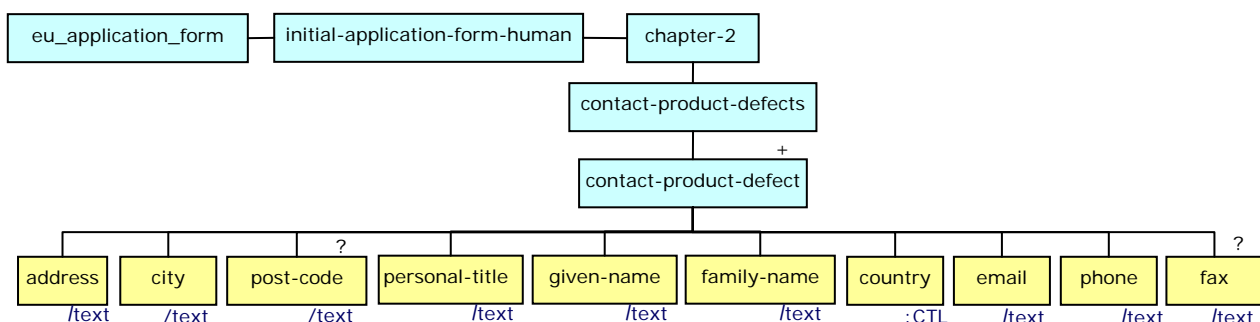 eu_application_form initial-application-form-human chapter-2
contact-product-defects
+
contact-product-defect
? ?
address city post-code personal-title given-name family-name country email phone fax
/text /text /text /text /text /text :CTL /text /text /text